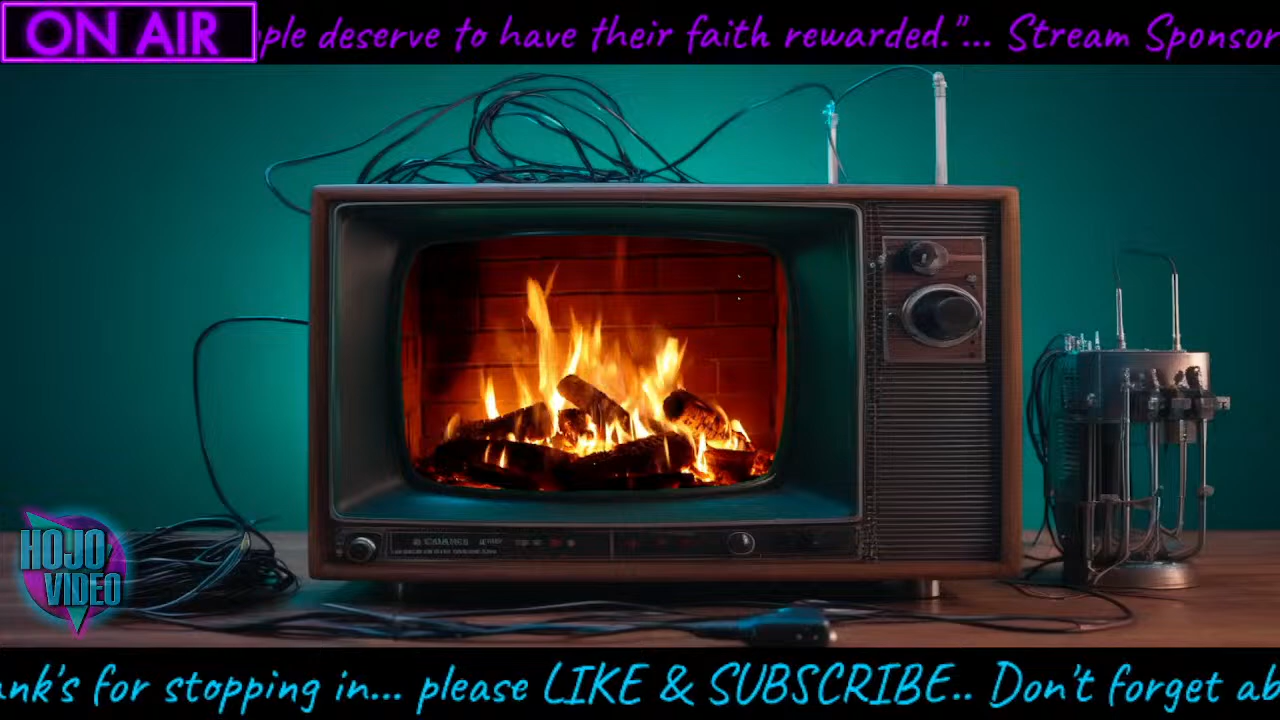 ON AIR
ple deserve to have their faith rewarded."... Stream Sponsor
HOJO
VIDEO
ank's for stopping in... please LIKE & SUBSCRIBE.. Don't forget ab